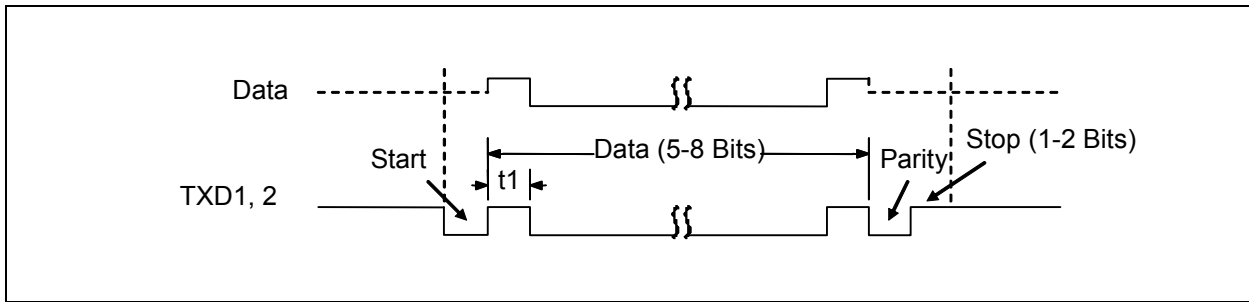 Data
Data (5-8 Bits)
Stop (1-2 Bits)
Start
Parity
t1
TXD1, 2